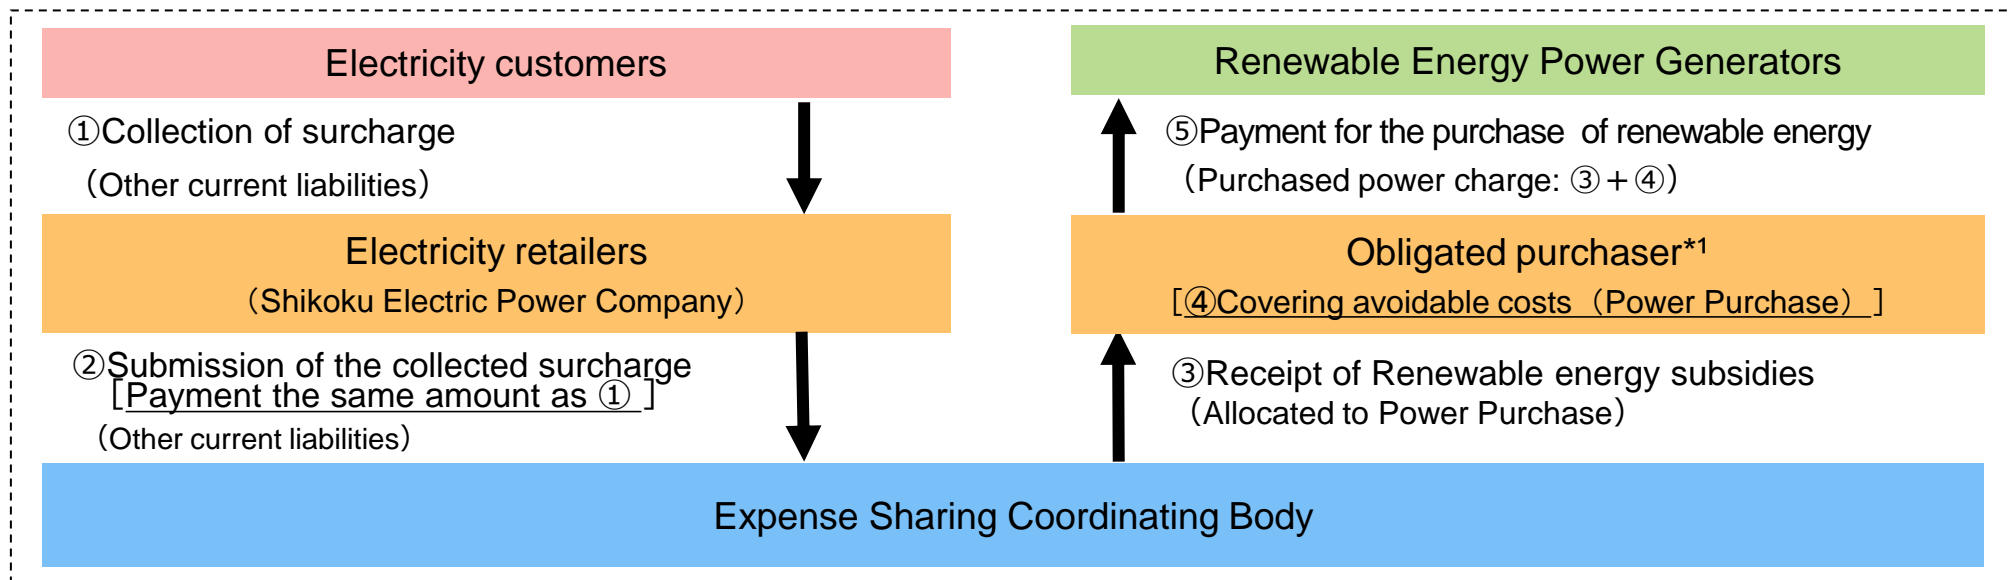 Electricity customers
①Collection of surcharge
（Other current liabilities）
Electricity retailers
（Shikoku Electric Power Company）
②Submission of the collected surcharge
［Payment the same amount as ① ］
（Other current liabilities）
Renewable Energy Power Generators
⑤Payment for the purchase of renewable energy
（Purchased power charge: ③＋④）
Obligated purchaser*¹
［④Covering avoidable costs（Power Purchase）］
③Receipt of Renewable energy subsidies
（Allocated to Power Purchase）
Expense Sharing Coordinating Body